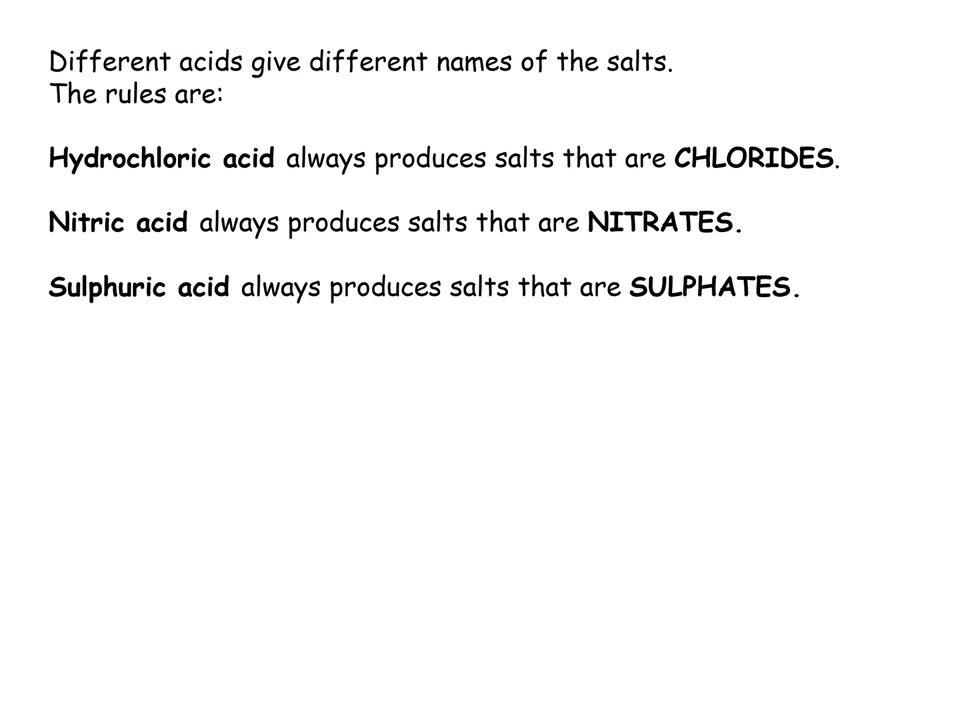 Different acids give different names of the salts.
The rules are:
Hydrochloric acid always produces salts that are CHLORIDES.
Nitric acid always produces salts that are NITRATES.
Sulphuric acid always produces salts that are SULPHATES.